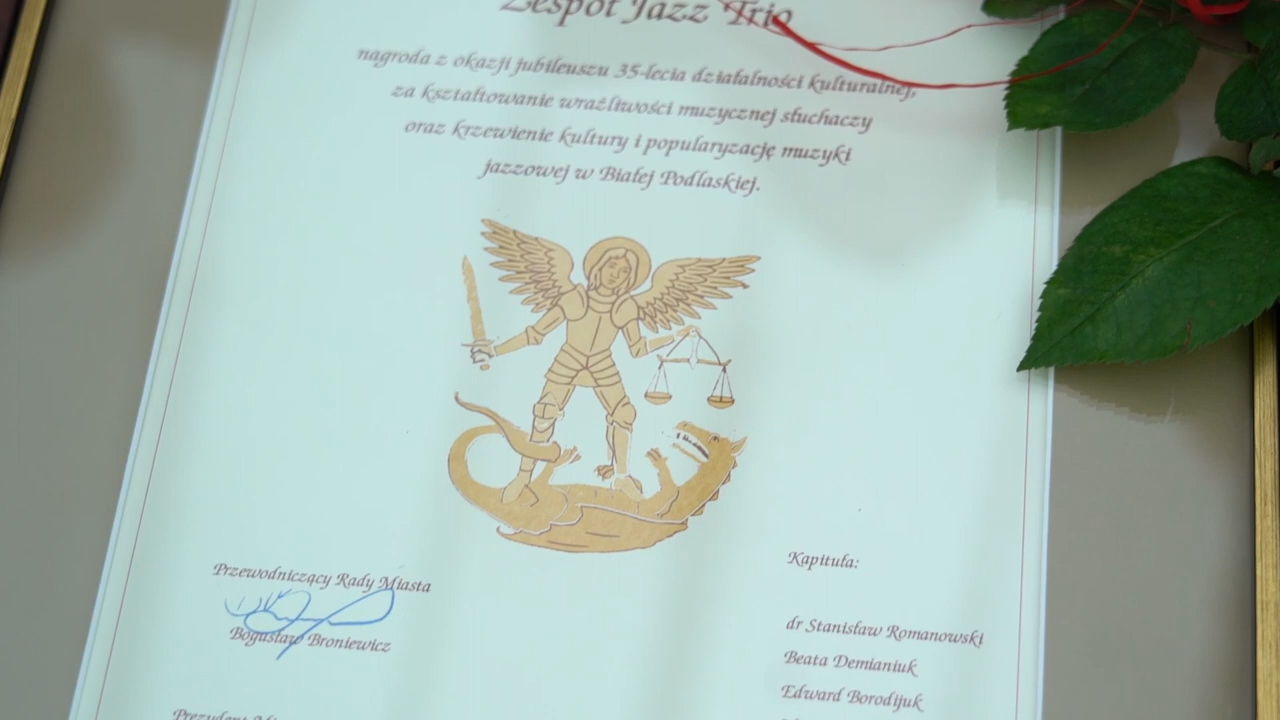 Zespół Jazz Trio
nagroda z okazji jubileuszu 35-lecia działalności kulturalnej,
za kształtowanie wrażliwości muzycznej słuchaczy
oraz krzewienie kultury i popularyzację muzyki
jazzowej w Białej Podlaskiej.
Przewodniczący Rady Miasta
Bogusław Broniewicz
Kapituła:
dr Stanisław Romanowski
Beata Demianiuk
Edward Borodijuk
Prezydent